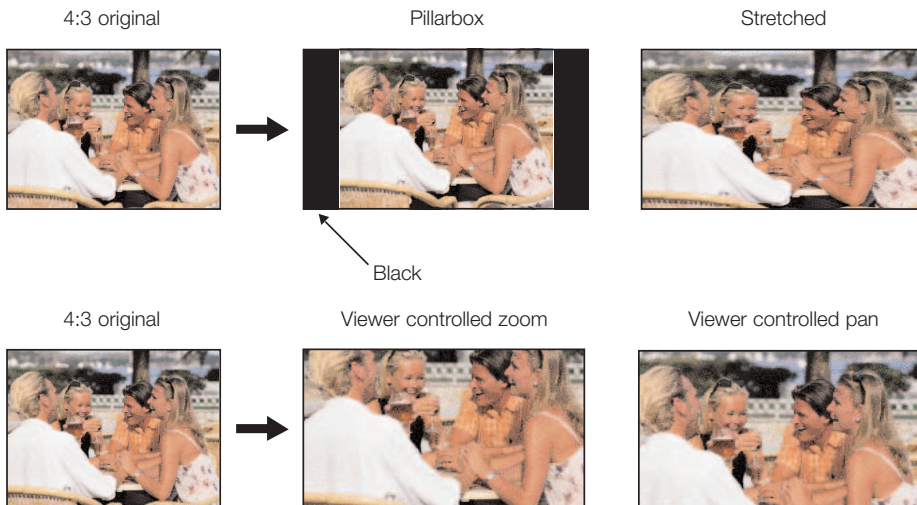 4:3 original
Pillarbox
Stretched
Black
4:3 original
Viewer controlled zoom
Viewer controlled pan